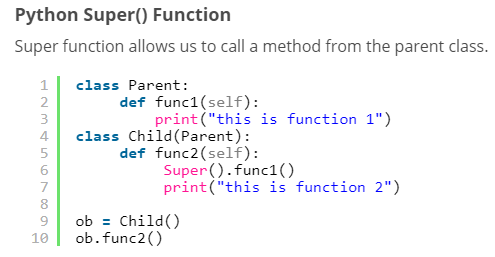 Python Super() Function
Super function allows us to call a method from the parent class.
1 class Parent:
2     def func1(self):
3         print("this is function 1")
4 class Child(Parent):
5     def func2(self):
6         Super().func1()
7         print("this is function 2")
8
9 ob = Child()
10 ob.func2()